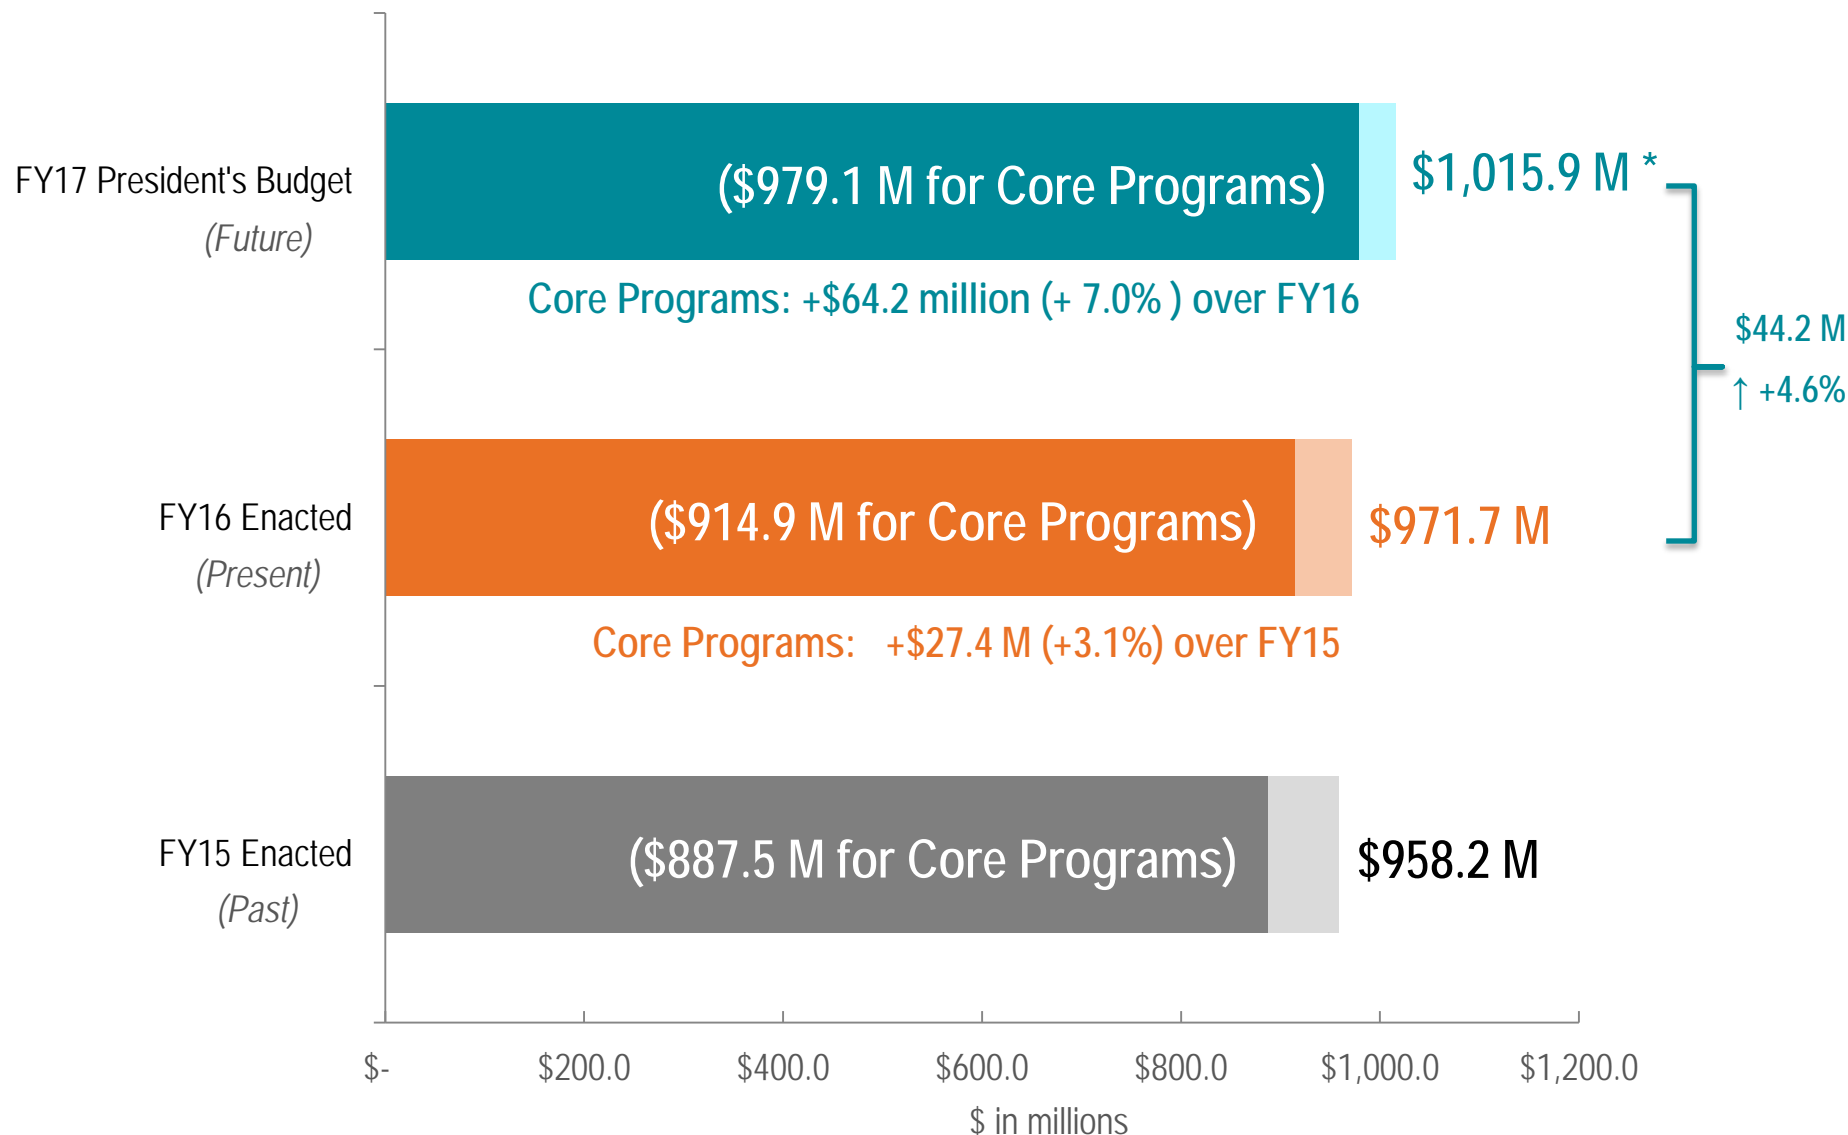 FY17 President's Budget
(Future)
($979.1 M for Core Programs)
$1,015.9 M *
Core Programs: +$64.2 million (+ 7.0% ) over FY16
$44.2 M
↑ +4.6%
FY16 Enacted
(Present)
($914.9 M for Core Programs)
$971.7 M
Core Programs: +$27.4 M (+3.1%) over FY15
FY15 Enacted
(Past)
($887.5 M for Core Programs)
$958.2 M
$- $200.0 $400.0 $600.0 $800.0 $1,000.0 $1,200.0
$ in millions